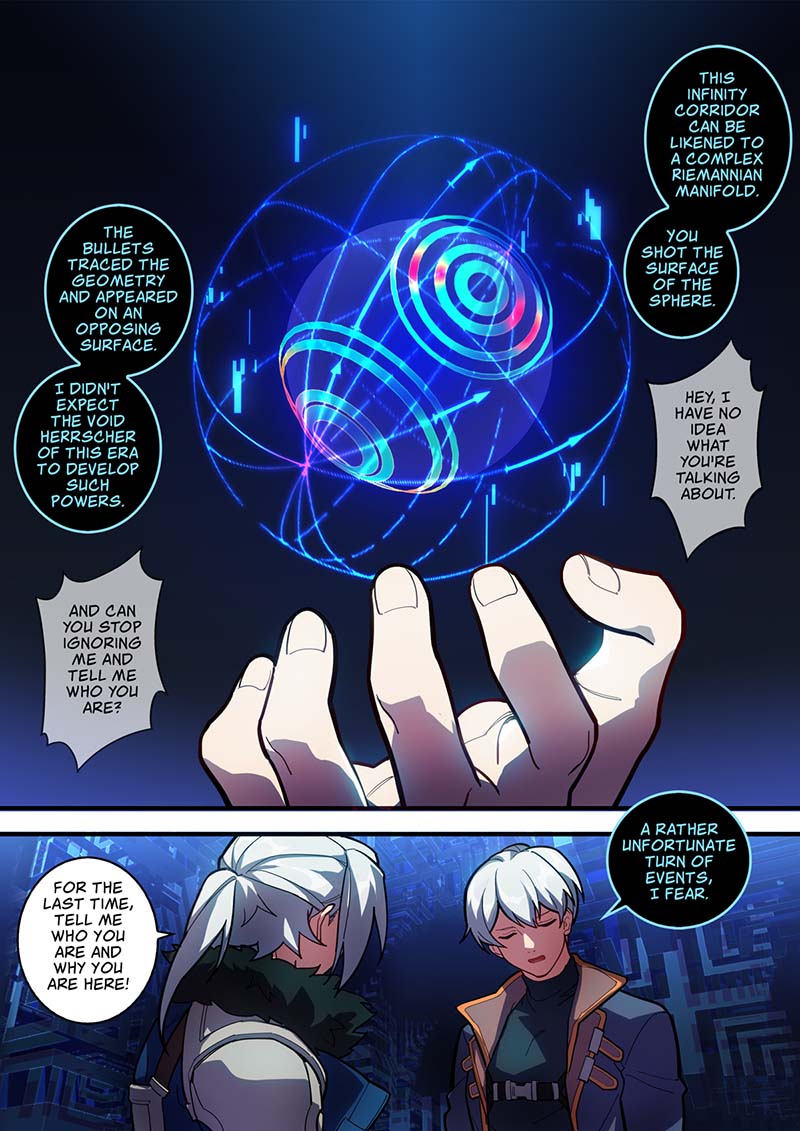 THIS
INFINITY
CORRIDOR
CAN BE
LIKENED TO
A COMPLEX
RIEMANNIAN
MANIFOLD.
YOU
SHOT THE
SURFACE
OF THE
SPHERE.
THE
BULLETS
TRACED THE
GEOMETRY
AND APPEARED
ON AN
OPPOSING
SURFACE.
I DIDN'T
EXPECT
THE VOID
HERRSCHER
OF THIS ERA
TO DEVELOP
SUCH
POWERS.
HEY, I
HAVE NO
IDEA
WHAT
YOU'RE
TALKING
ABOUT.
AND CAN
YOU STOP
IGNORING
ME AND
TELL ME
WHO YOU
ARE?
A RATHER
UNFORTUNATE
TURN OF
EVENTS,
I FEAR.
FOR THE
LAST TIME,
TELL ME
WHO YOU
ARE AND
WHY YOU
ARE HERE!